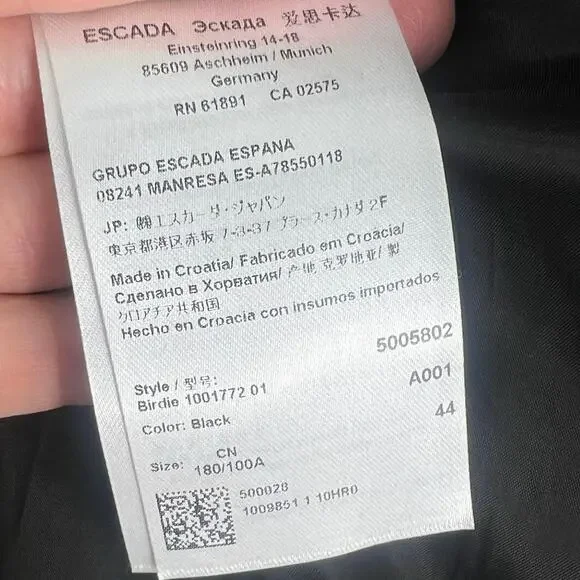 ESCADA Эскада 爱思卡达
Einsteinring 14-18
85609 Aschheim / Munich
Germany
RN 61891 CA 02575
GRUPO ESCADA ESPANA
08241 MANRESA ES-A78550118
JP: ㈱エスカーダ・ジャパン
東京都港区赤坂 7-3-37 プラース・カナダ 2F
Made in Croatia/ Fabricado em Croácia/
Сделано в Хорватия/ 产地 克罗地亚/ 製
クロアチア共和国
Hecho en Croacia con insumos importados
5005802
Style / 型号:
Birdie 1001772 01 A001
Color: Black 44
CN
Size: 180/100A
500028
1009851 1 10HR0